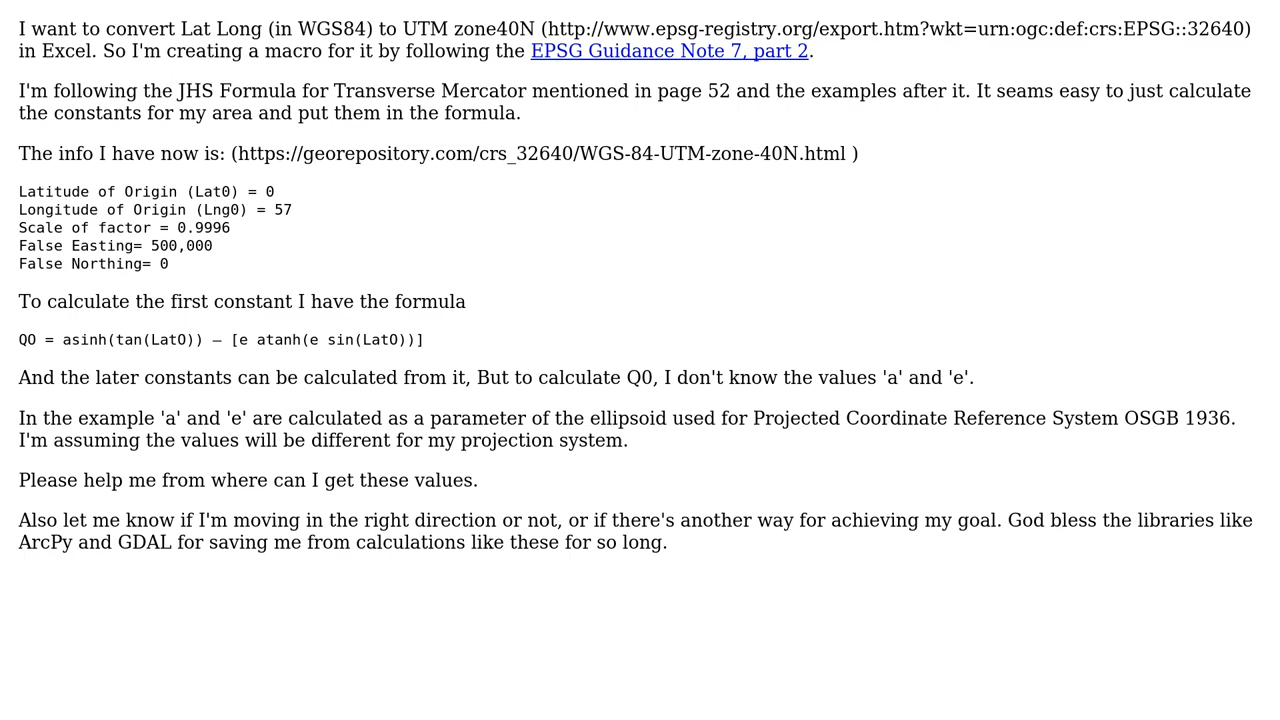 I want to convert Lat Long (in WGS84) to UTM zone40N (http://www.epsg-registry.org/export.htm?wkt=urn:ogc:def:crs:EPSG::32640)
in Excel. So I'm creating a macro for it by following the EPSG Guidance Note 7, part 2.
I'm following the JHS Formula for Transverse Mercator mentioned in page 52 and the examples after it. It seams easy to just calculate
the constants for my area and put them in the formula.
The info I have now is: (https://georepository.com/crs_32640/WGS-84-UTM-zone-40N.html )
Latitude of Origin (Lat0) = 0
Longitude of Origin (Lng0) = 57
Scale of factor = 0.9996
False Easting= 500,000
False Northing= 0
To calculate the first constant I have the formula
QO = asinh(tan(LatO)) – [e atanh(e sin(LatO))]
And the later constants can be calculated from it, But to calculate Q0, I don't know the values 'a' and 'e'.
In the example 'a' and 'e' are calculated as a parameter of the ellipsoid used for Projected Coordinate Reference System OSGB 1936.
I'm assuming the values will be different for my projection system.
Please help me from where can I get these values.
Also let me know if I'm moving in the right direction or not, or if there's another way for achieving my goal. God bless the libraries like
ArcPy and GDAL for saving me from calculations like these for so long.